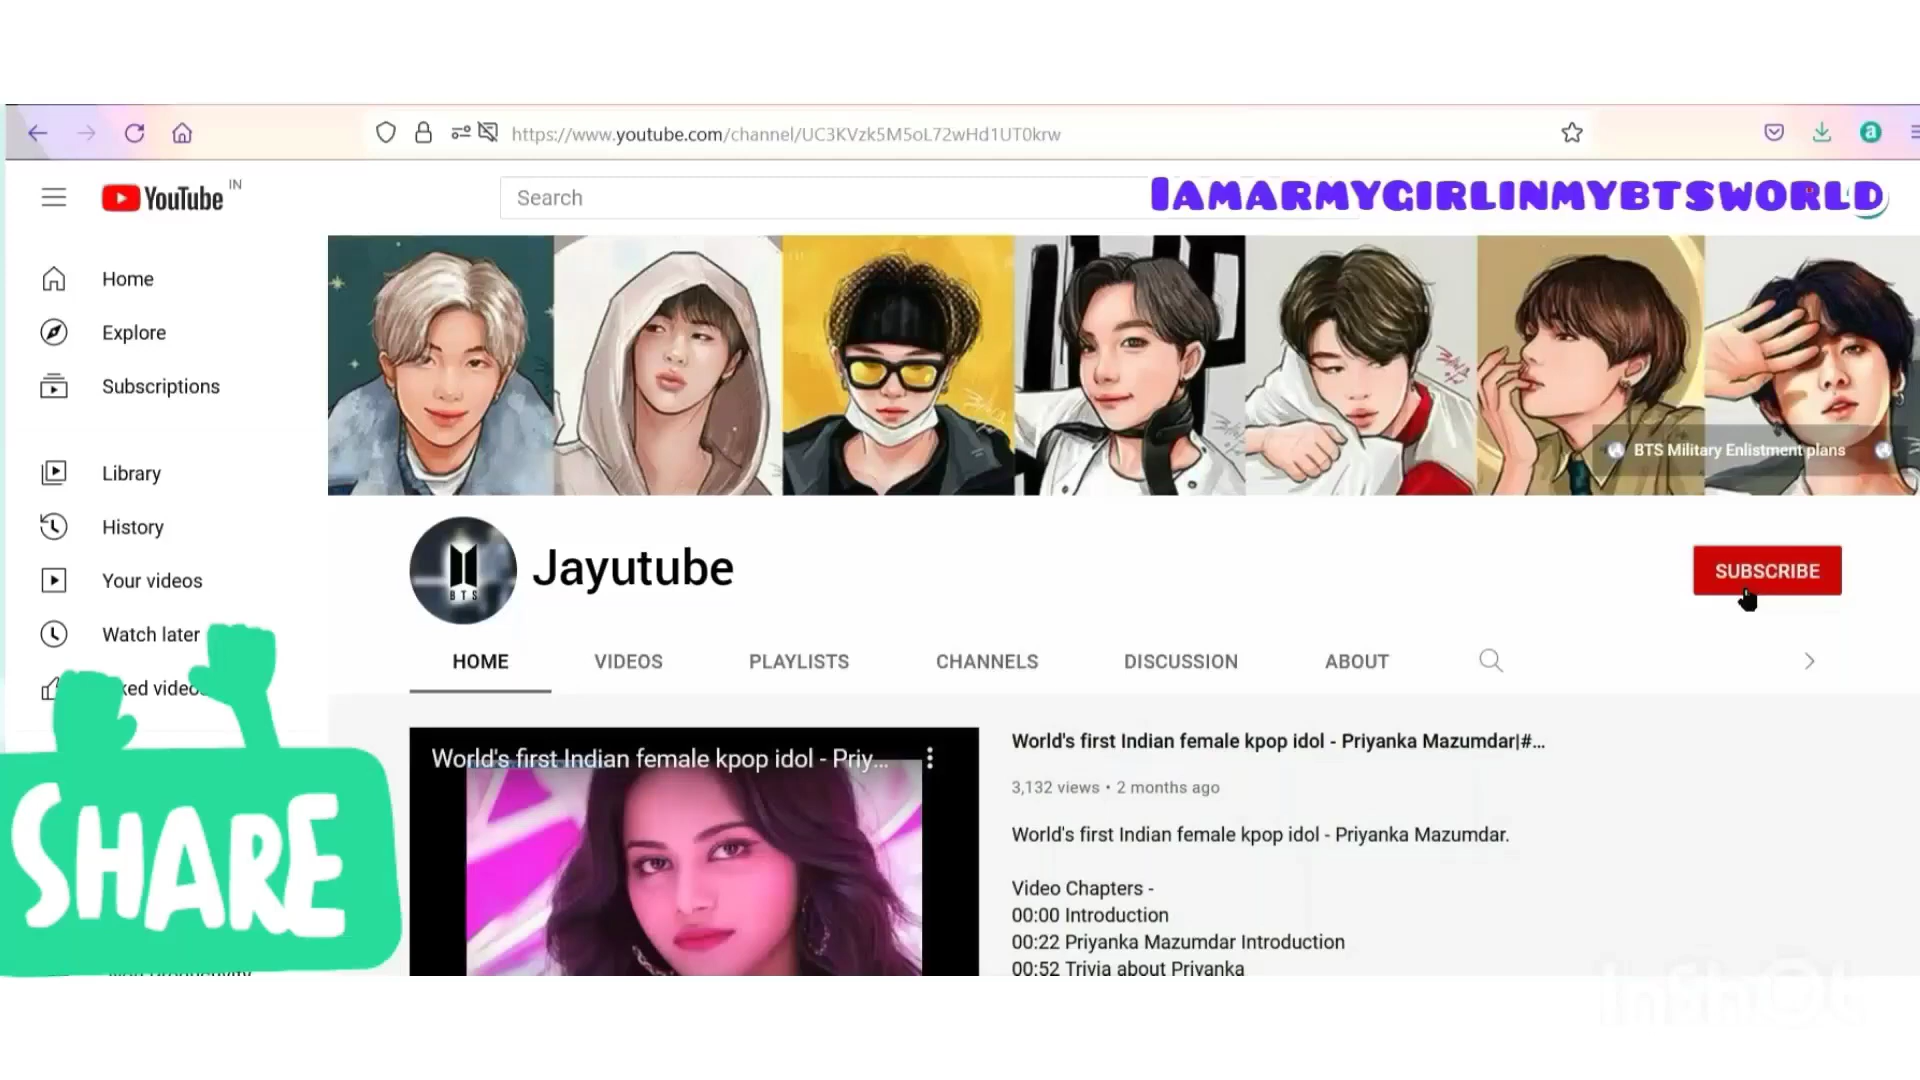 https://www.youtube.com/channel/UC3KVzk5M5oL72wHd1UT0krw
YouTube IN
Search
IAMARMYGIRLINMYBTSWORLD
Home
Explore
Subscriptions
Library
History
Your videos
Watch later
ked videos
BTS Military Enlistment plans
BTS
Jayutube
SUBSCRIBE
HOME VIDEOS PLAYLISTS CHANNELS DISCUSSION ABOUT
World's first Indian female kpop idol - Priy...
World's first Indian female kpop idol - Priyanka Mazumdar|#...
3,132 views • 2 months ago
World's first Indian female kpop idol - Priyanka Mazumdar.
Video Chapters -
00:00 Introduction
00:22 Priyanka Mazumdar Introduction
00:52 Trivia about Priyanka
SHARE
InShOt